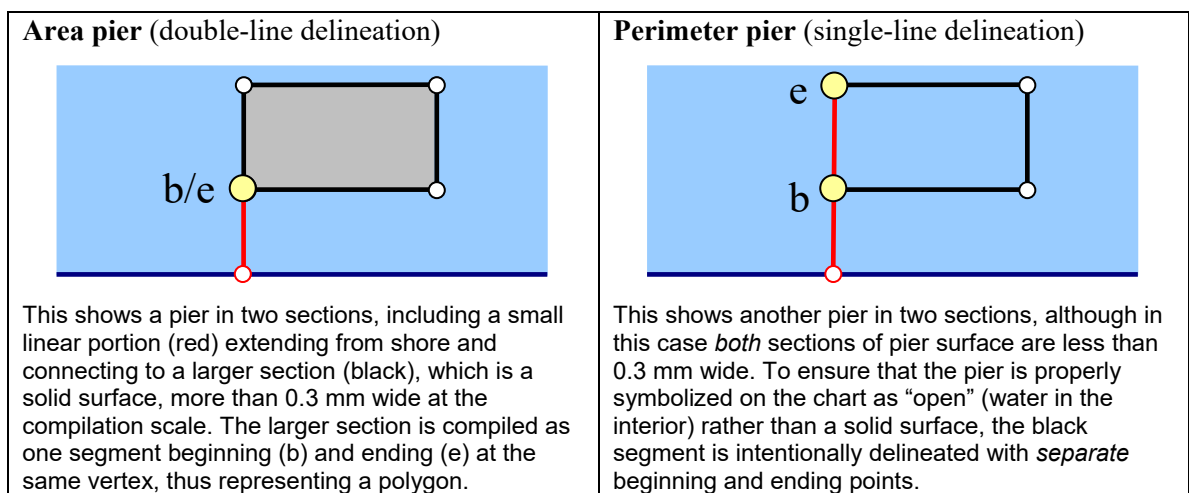 Area pier (double-line delineation)
b/e
This shows a pier in two sections, including a small
linear portion (red) extending from shore and
connecting to a larger section (black), which is a
solid surface, more than 0.3 mm wide at the
compilation scale. The larger section is compiled as
one segment beginning (b) and ending (e) at the
same vertex, thus representing a polygon.
Perimeter pier (single-line delineation)
e
b
This shows another pier in two sections, although in
this case both sections of pier surface are less than
0.3 mm wide. To ensure that the pier is properly
symbolized on the chart as “open” (water in the
interior) rather than a solid surface, the black
segment is intentionally delineated with separate
beginning and ending points.